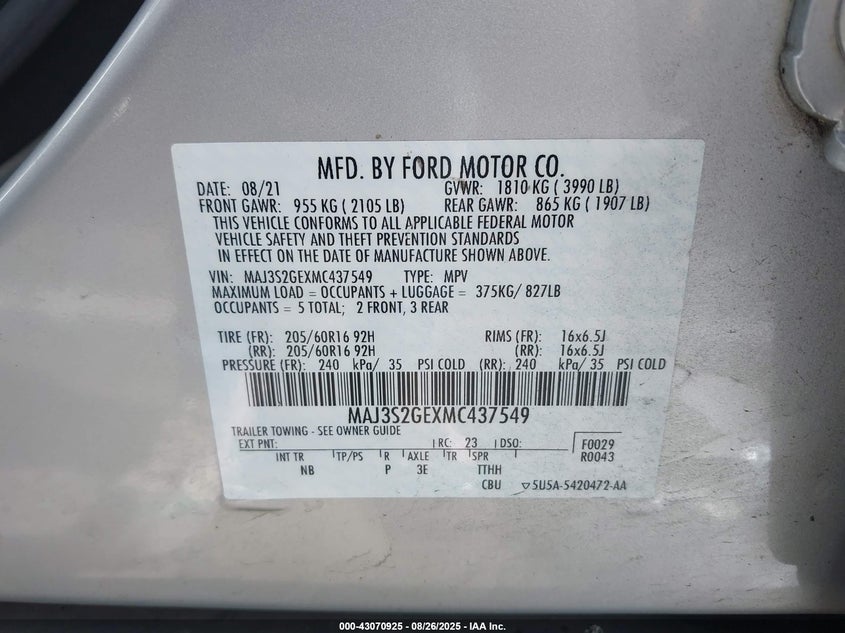 MFD. BY FORD MOTOR CO.
DATE: 08/21 GVWR: 1810 KG ( 3990 LB)
FRONT GAWR: 955 KG ( 2105 LB) REAR GAWR: 865 KG ( 1907 LB)
THIS VEHICLE CONFORMS TO ALL APPLICABLE FEDERAL MOTOR
VEHICLE SAFETY AND THEFT PREVENTION STANDARDS
IN EFFECT ON THE DATE OF MANUFACTURE SHOWN ABOVE.
VIN: MAJ3S2GEXMC437549 TYPE: MPV
MAXIMUM LOAD = OCCUPANTS + LUGGAGE = 375KG/ 827LB
OCCUPANTS: 5 TOTAL; 2 FRONT, 3 REAR
TIRE (FR): 205/60R16 92H RIMS (FR): 16x6.5J
(RR): 205/60R16 92H (RR): 16x6.5J
PRESSURE (FR): 240 kPa/ 35 PSI COLD (RR): 240 kPa/ 35 PSI COLD
MAJ3S2GEXMC437549
TRAILER TOWING - SEE OWNER GUIDE
EXT PNT: RC: 23 DSO: F0029
INT TR TP/PS R AXLE TR SPR R0043
NB P 3E TTHH
CBU ▽5U5A-5420472-AA
000-43070925 - 08/26/2025 - IAA Inc.